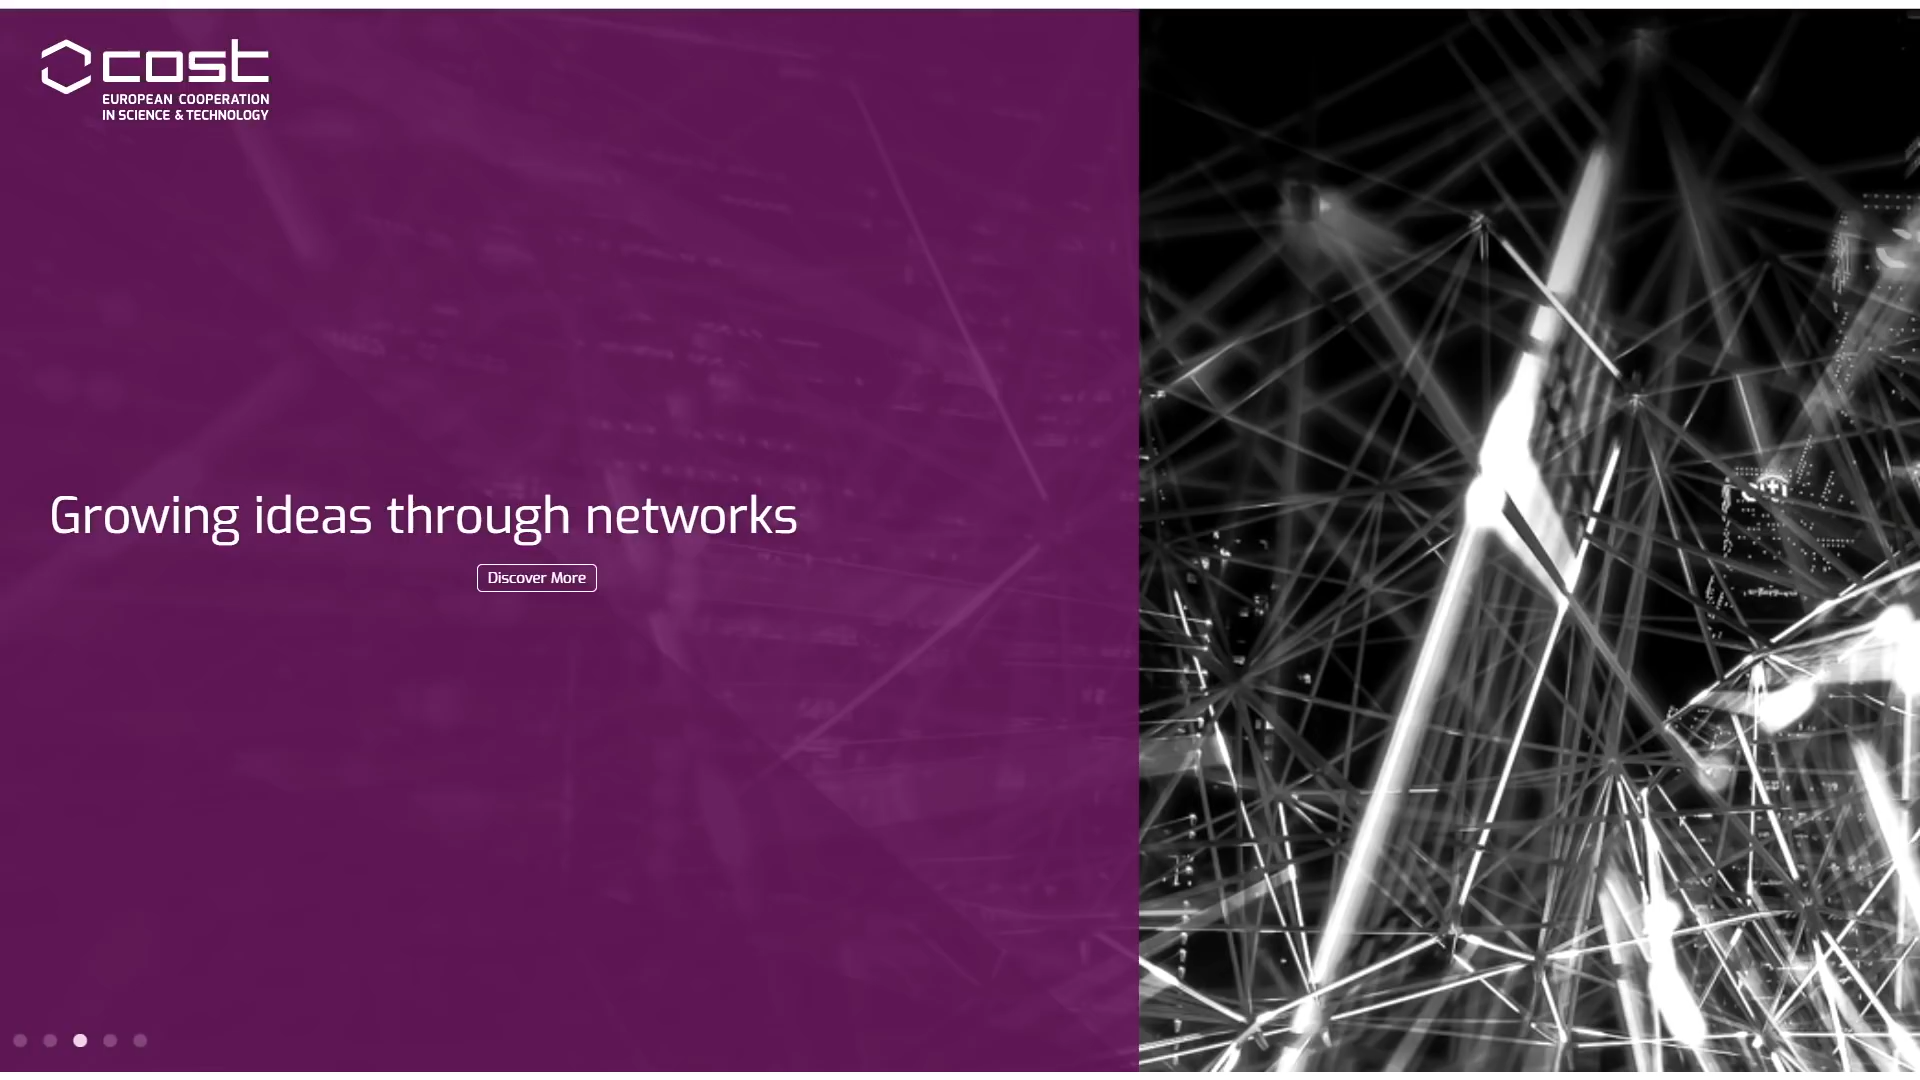 cost
EUROPEAN COOPERATION
IN SCIENCE & TECHNOLOGY
Growing ideas through networks
Discover More